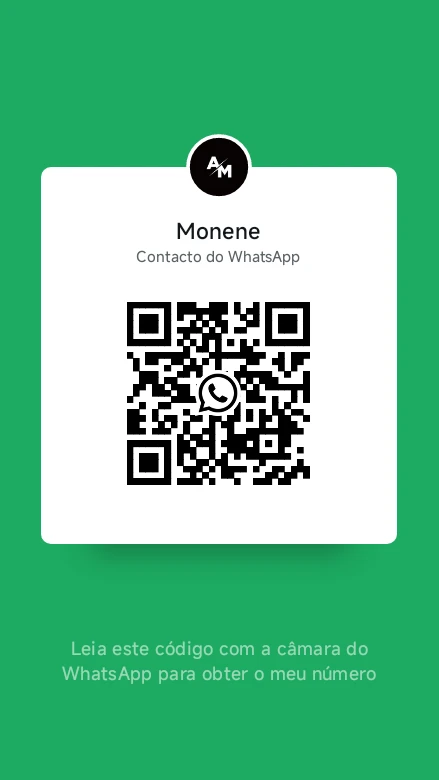 AM
Monene
Contacto do WhatsApp
Leia este código com a câmara do
WhatsApp para obter o meu número